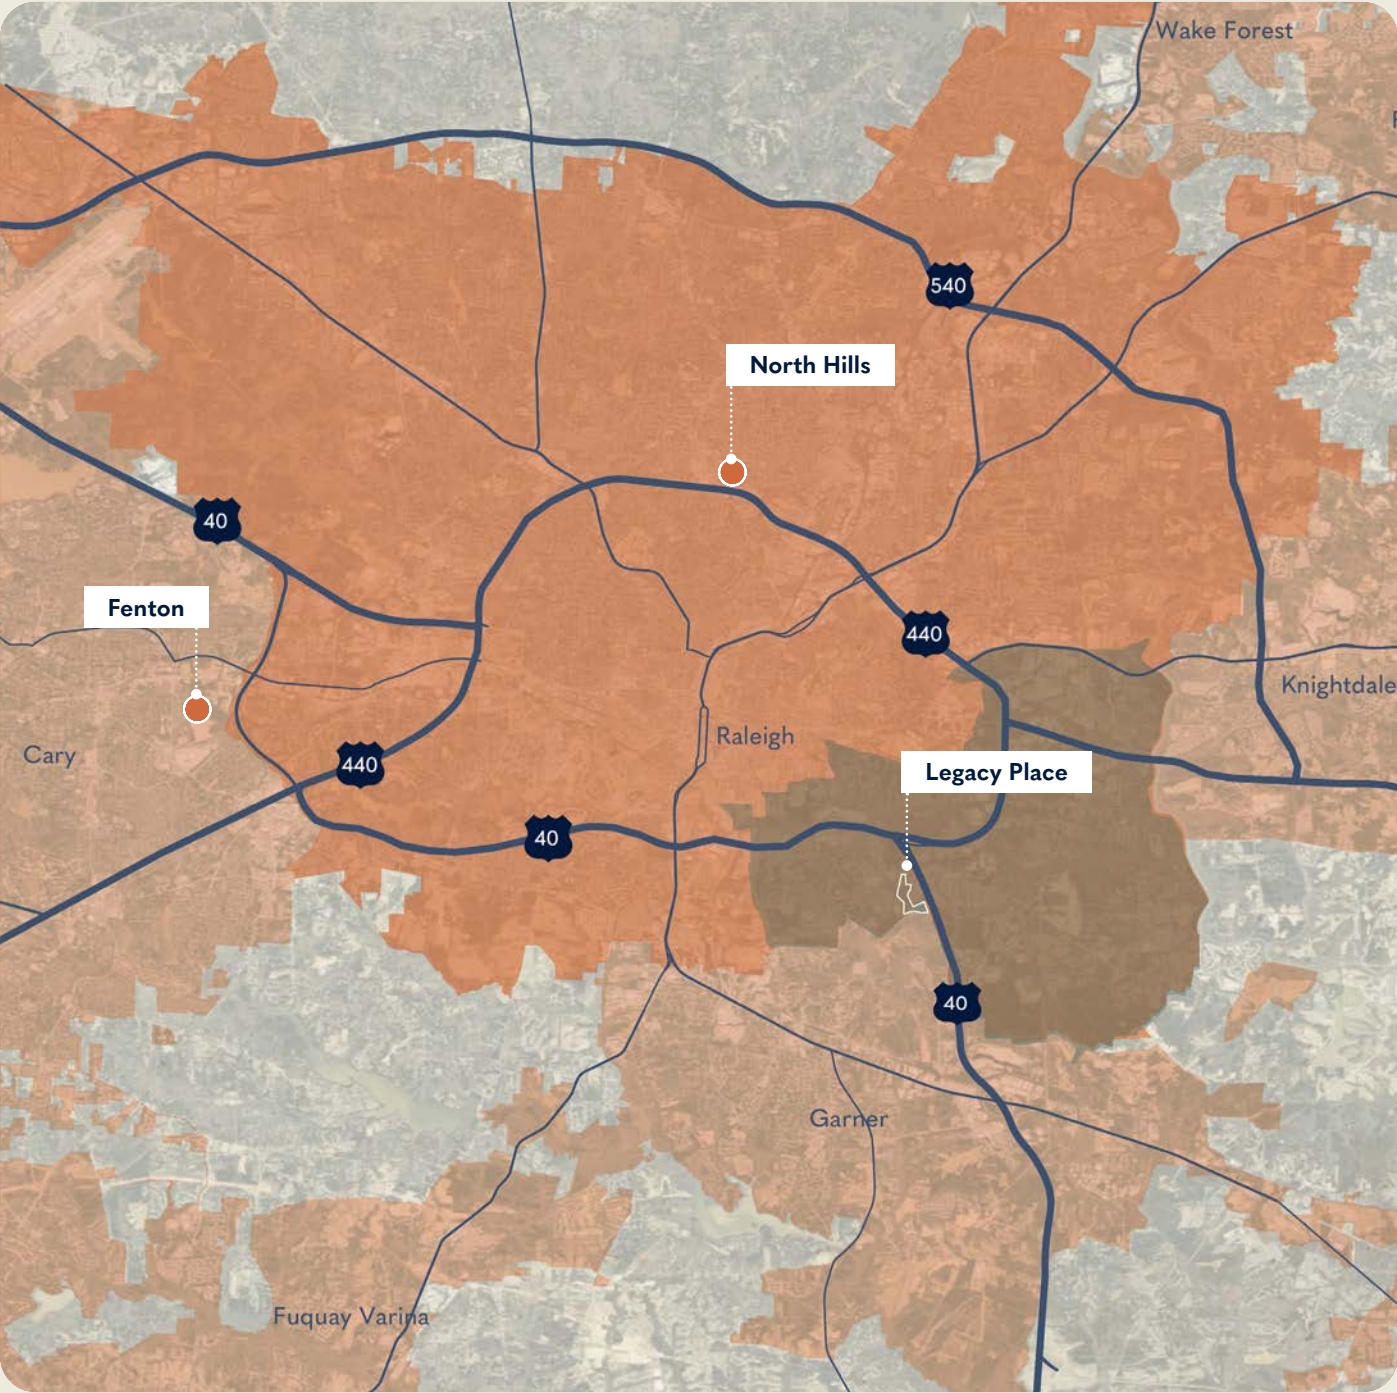 Wake Forest
540
North Hills
40
Fenton
440
Knightdale
Raleigh
Cary
440
Legacy Place
40
40
Garner
Fuquay Varina